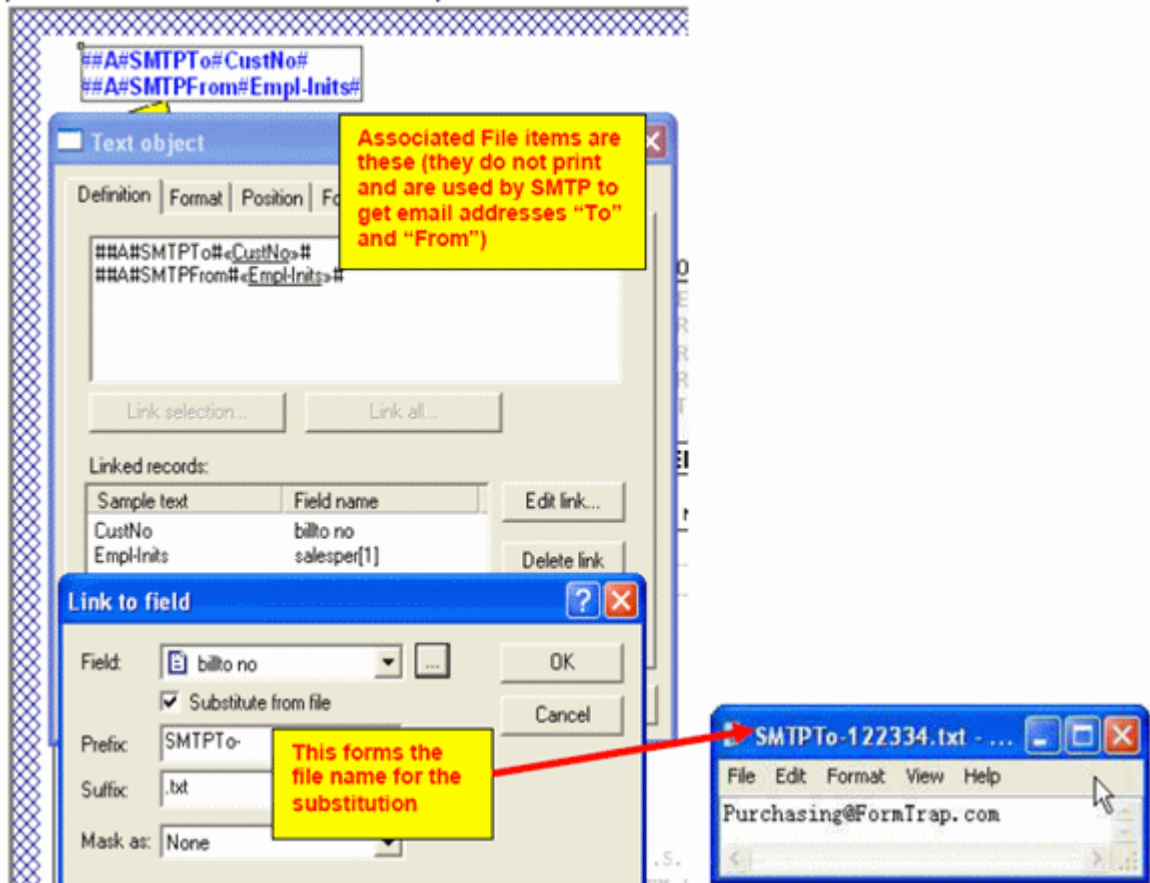 ##A#SMTPTo#CustNo#
##A#SMTPFrom#Empl-Inits#
Text object
Associated File items are
these (they do not print
and are used by SMTP to
get email addresses “To”
and “From”)
Definition Format Position Fo
##A#SMTPTo#«CustNo»#
##A#SMTPFrom#«Empl-Inits»#
Link selection... Link all...
Linked records:
Sample text Field name Edit link...
CustNo billto no
Empl-Inits salesper[1] Delete link
Link to field
Field: billto no ... OK
Substitute from file
Cancel
Prefix: SMTPTo-
Suffix: .txt
This forms the
file name for the
substitution
Mask as: None
SMTPTo-122334.txt - ...
File Edit Format View Help
Purchasing@FormTrap.com